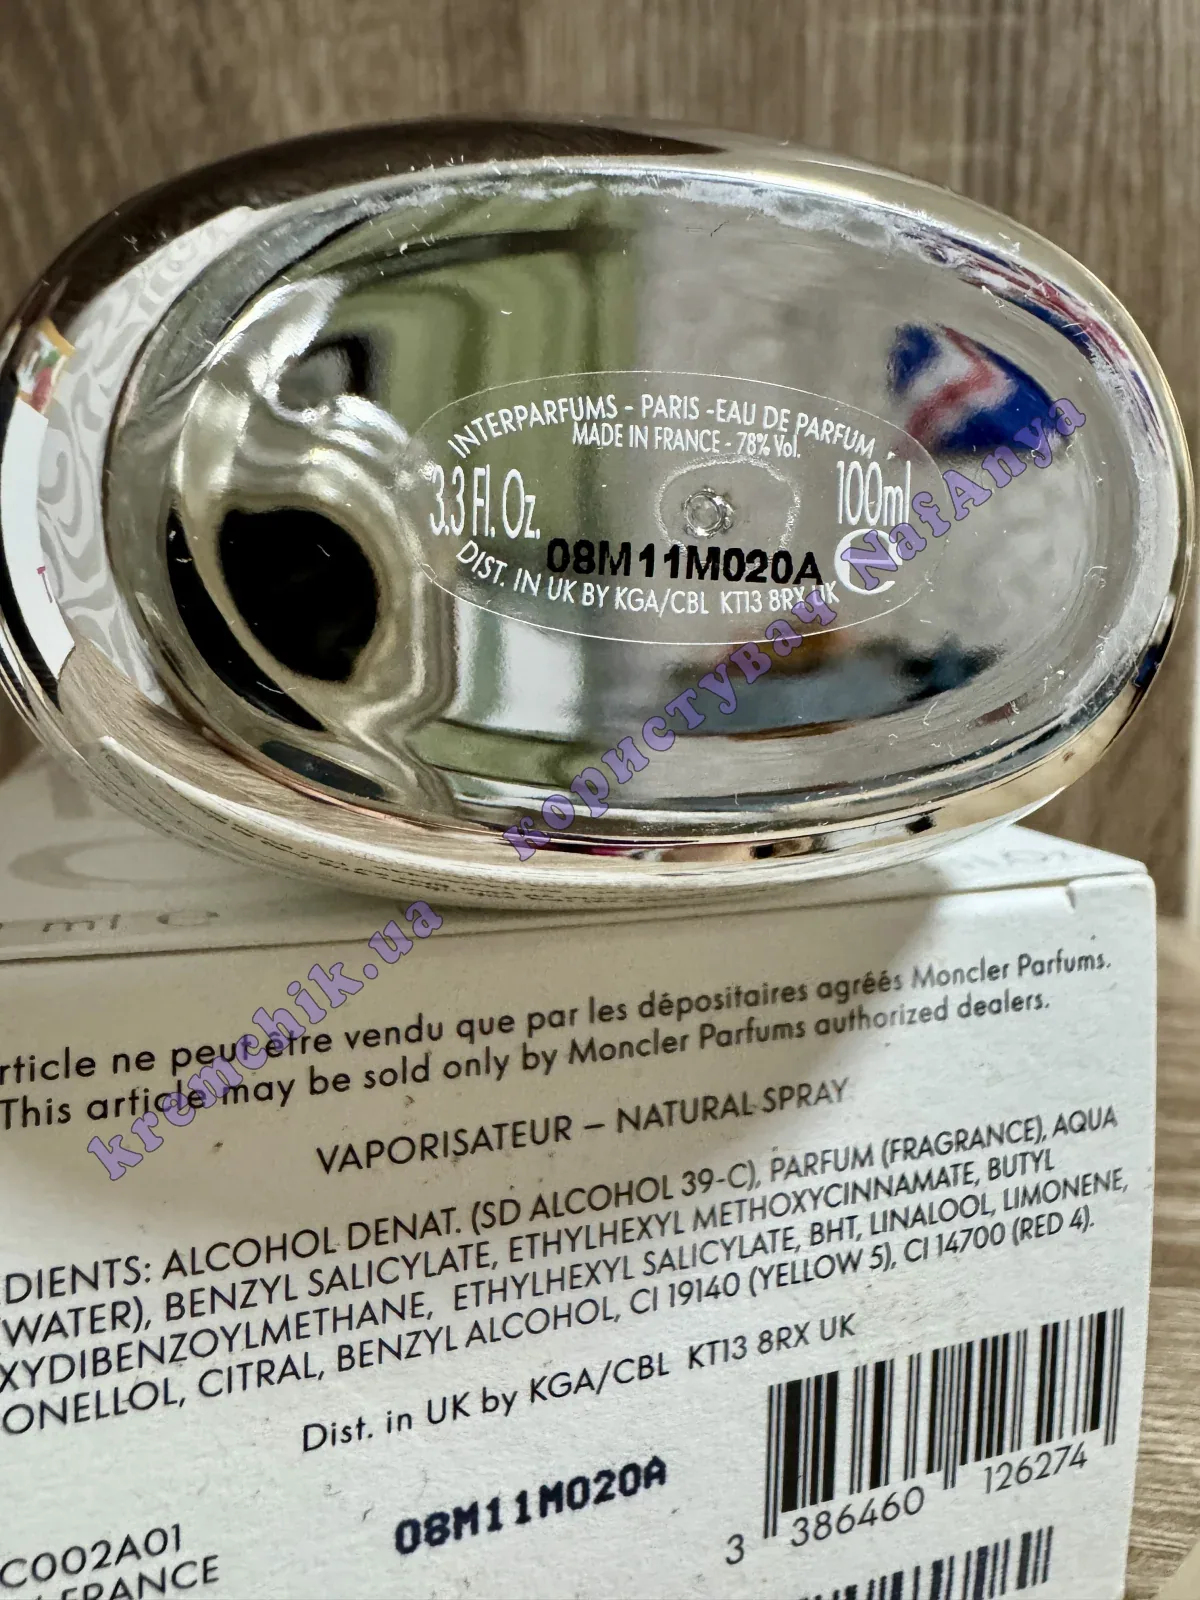 INTERPARFUMS - PARIS -EAU DE PARFUM
MADE IN FRANCE - 78% Vol.
3.3 Fl. Oz.
100ml
08M11M020A
DIST. IN UK BY KGA/CBL KT13 8RX UK
користувач NafAnya
kremchik.ua
ml
rticle ne peut être vendu que par les dépositaires agréés Moncler Parfums.
This article may be sold only by Moncler Parfums authorized dealers.
VAPORISATEUR – NATURAL SPRAY
DIENTS: ALCOHOL DENAT. (SD ALCOHOL 39-C), PARFUM (FRAGRANCE), AQUA
(WATER), BENZYL SALICYLATE, ETHYLHEXYL METHOXYCINNAMATE, BUTYL
XYDIBENZOYLMETHANE, ETHYLHEXYL SALICYLATE, BHT, LINALOOL, LIMONENE,
ONELLOL, CITRAL, BENZYL ALCOHOL, CI 19140 (YELLOW 5), CI 14700 (RED 4).
Dist. in UK by KGA/CBL KT13 8RX UK
08M11M020A
3 386460 126274
C002A01
FRANCE